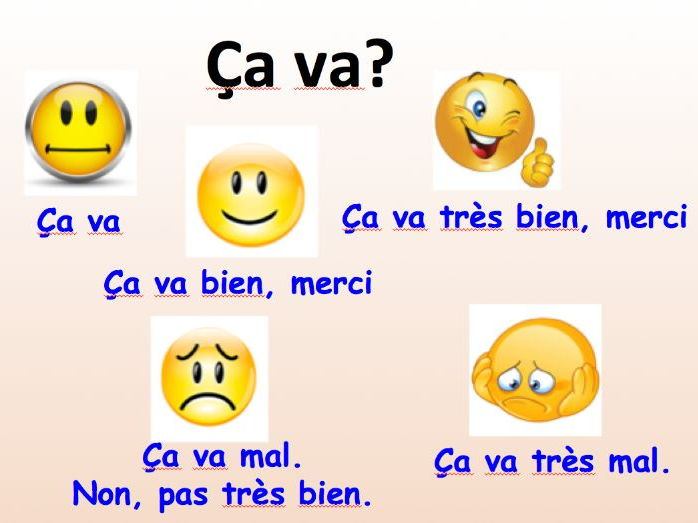 Ça va?
Ça va
Ça va très bien, merci
Ça va bien, merci
Ça va mal.
Non, pas très bien.
Ça va très mal.